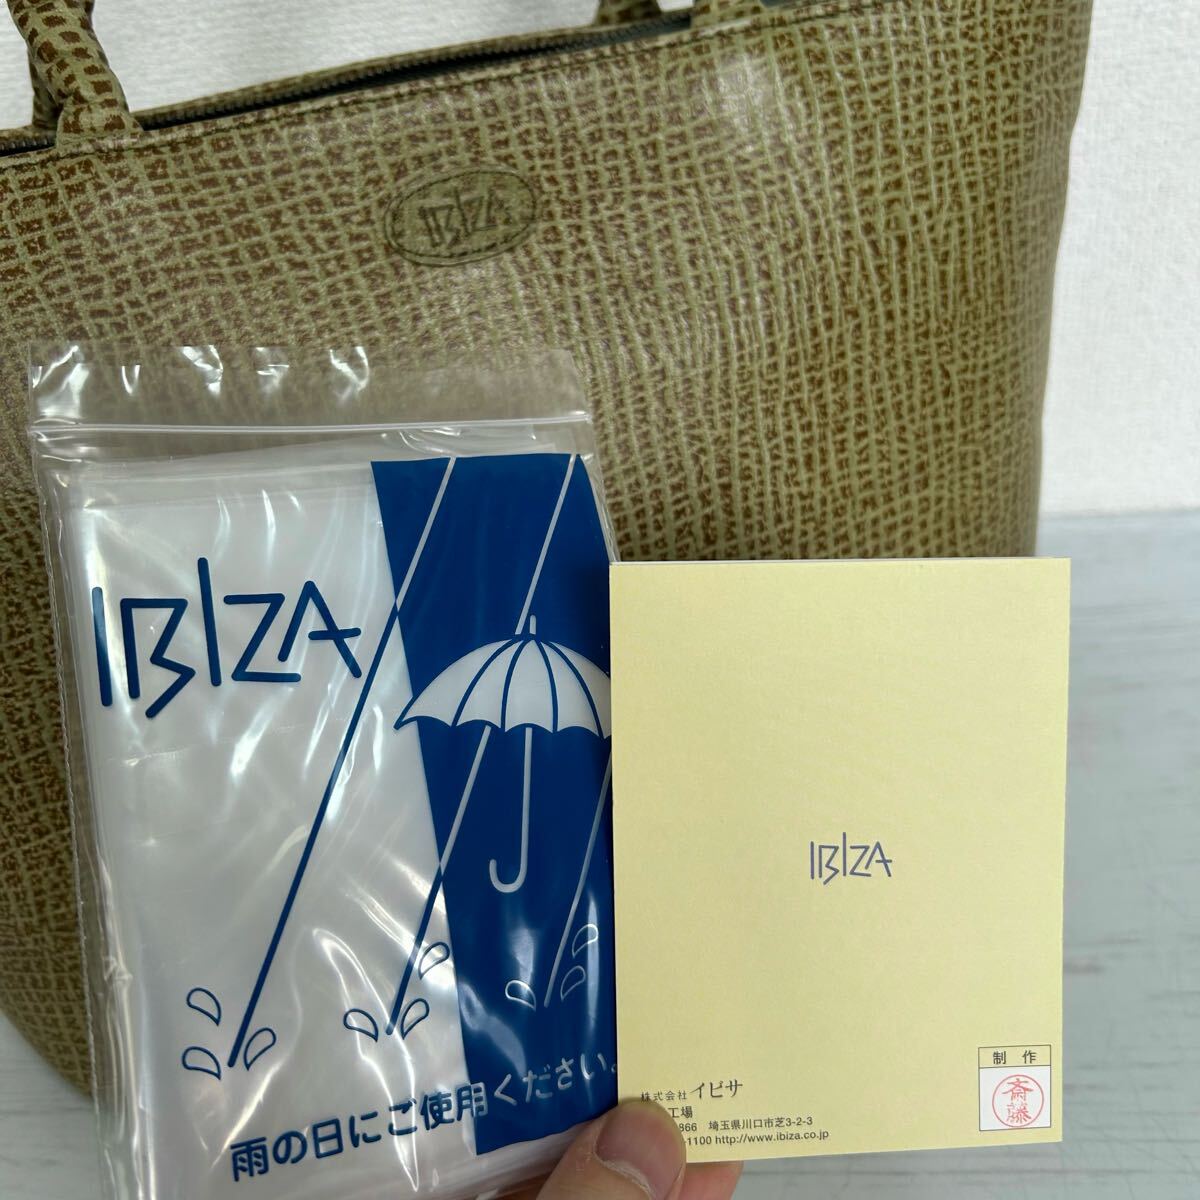 IBIZA
IBIZA
雨の日にご使用ください。
IBIZA
制作
斎藤
株式会社イビサ
工場
866 埼玉県川口市芝3-2-3
-1100 http://www.ibiza.co.jp